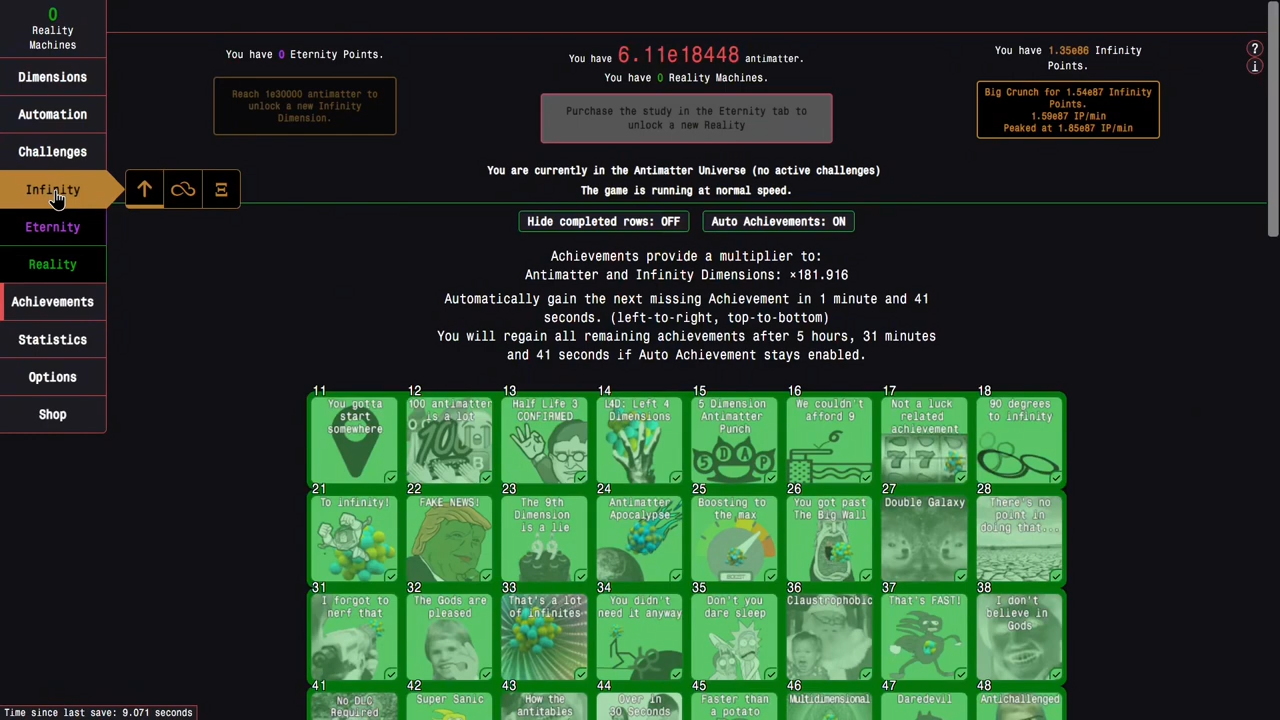 0
Reality
Machines
Dimensions
Automation
Challenges
Infinity
Eternity
Reality
Achievements
Statistics
Options
Shop
You have 0 Eternity Points.
Reach 1e30000 antimatter to
unlock a new Infinity
Dimension.
You have 6.11e18448 antimatter.
You have 0 Reality Machines.
Purchase the study in the Eternity tab to
unlock a new Reality
You have 1.35e86 Infinity
Points.
Big Crunch for 1.54e87 Infinity
Points.
1.59e87 IP/min
Peaked at 1.85e87 IP/min
?
i
You are currently in the Antimatter Universe (no active challenges)
The game is running at normal speed.
Hide completed rows: OFF
Auto Achievements: ON
Achievements provide a multiplier to:
Antimatter and Infinity Dimensions: ×181.916
Automatically gain the next missing Achievement in 1 minute and 41
seconds. (left-to-right, top-to-bottom)
You will regain all remaining achievements after 5 hours, 31 minutes
and 41 seconds if Auto Achievement stays enabled.
11
You gotta
start
somewhere
12
100 antimatter
is a lot
13
Half Life 3
CONFIRMED
14
L4D: Left 4
Dimensions
15
5 Dimension
Antimatter
Punch
5 D A P
16
We couldn't
afford 9
17
Not a luck
related
achievement
7 7 7
18
90 degrees
to infinity
21
To infinity!
22
FAKE NEWS!
23
The 9th
Dimension
is a lie
24
Antimatter
Apocalypse
25
Boosting to
the max
BOOST
26
You got past
The Big Wall
27
Double Galaxy
28
There's no
point in
doing that...
31
I forgot to
nerf that
32
The Gods are
pleased
33
That's a lot
of infinites
34
You didn't
need it anyway
35
Don't you
dare sleep
36
Claustrophobic
37
That's FAST!
38
I don't
believe in
Gods
41
No DLC
Required
42
Super Sanic
43
How the
antitables
44
Over in
30 Seconds
45
Faster than
a potato
46
Multidimensional
47
Daredevil
48
Antichallenged
Time since last save: 9.071 seconds